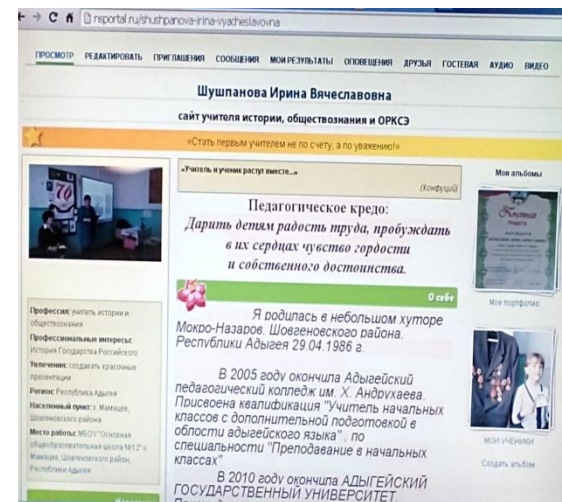 nsportal.ru/shushpanova-irina-vyacheslavovna
ПРОСМОТР РЕДАКТИРОВАТЬ ПРИГЛАШЕНИЯ СООБЩЕНИЯ МОИ РЕЗУЛЬТАТЫ ОПОВЕЩЕНИЯ ДРУЗЬЯ ГОСТЕВАЯ АУДИО ВИДЕО
Шушпанова Ирина Вячеславовна
сайт учителя истории, обществознания и ОРКСЭ
«Стать первым учителем не по счету, а по уважению!»
70
Профессия: учитель истории и
обществознания
Профессиональные интересы:
История Государства Российского
Увлечения: создавать красочные
презентации
Регион: Республика Адыгея
Населенный пункт: х. Мамацев,
Шовгеновского района
Место работы: МБОУ "Основная
общеобразовательная школа №12" х.
Мамацев, Шовгеновского район,
Республики Адыгея
«Учитель и ученик растут вместе...»
(Конфуций)
Педагогическое кредо:
Дарить детям радость труда, пробуждать
в их сердцах чувство гордости
и собственного достоинства.
О себе
Я родилась в небольшом хуторе
Мокро-Назаров. Шовгеновского района.
Республики Адыгея 29.04.1986 г.
В 2005 году окончила Адыгейский
педагогический колледж им. Х. Андрухаева.
Присвоена квалификация "Учитель начальных
классов с дополнительной подготовкой в
области адыгейского языка" . по
специальности "Преподавание в начальных
классах"
В 2010 году окончила АДЫГЕЙСКИЙ
ГОСУДАРСТВЕННЫЙ УНИВЕРСИТЕТ
Мои альбомы
Почетная
грамота
Мое портфолио
МОИ УЧЕНИКИ
Создать альбом